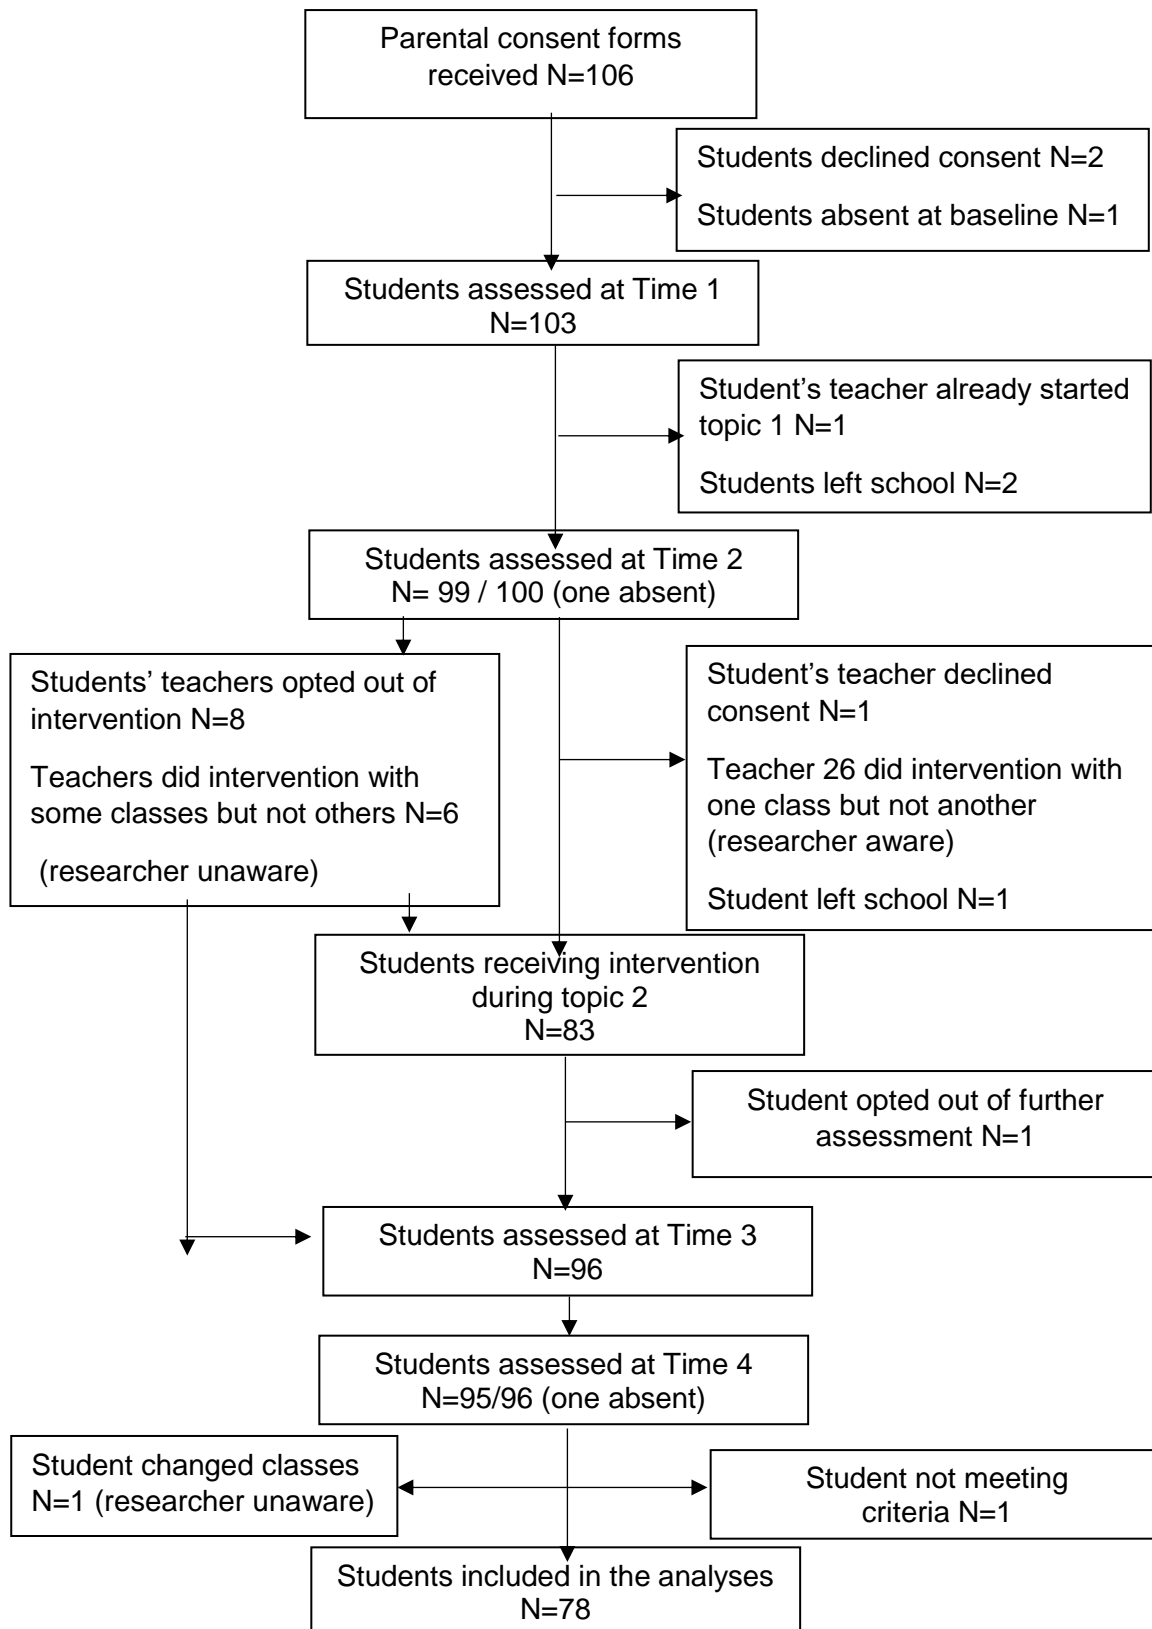 Parental consent forms
received N=106
Students declined consent N=2
Students absent at baseline N=1
Students assessed at Time 1
N=103
Student’s teacher already started
topic 1 N=1
Students left school N=2
Students assessed at Time 2
N= 99 / 100 (one absent)
Students’ teachers opted out of
intervention N=8
Teachers did intervention with
some classes but not others N=6
(researcher unaware)
Student’s teacher declined
consent N=1
Teacher 26 did intervention with
one class but not another
(researcher aware)
Student left school N=1
Students receiving intervention
during topic 2
N=83
Student opted out of further
assessment N=1
Students assessed at Time 3
N=96
Students assessed at Time 4
N=95/96 (one absent)
Student changed classes
N=1 (researcher unaware)
Student not meeting
criteria N=1
Students included in the analyses
N=78